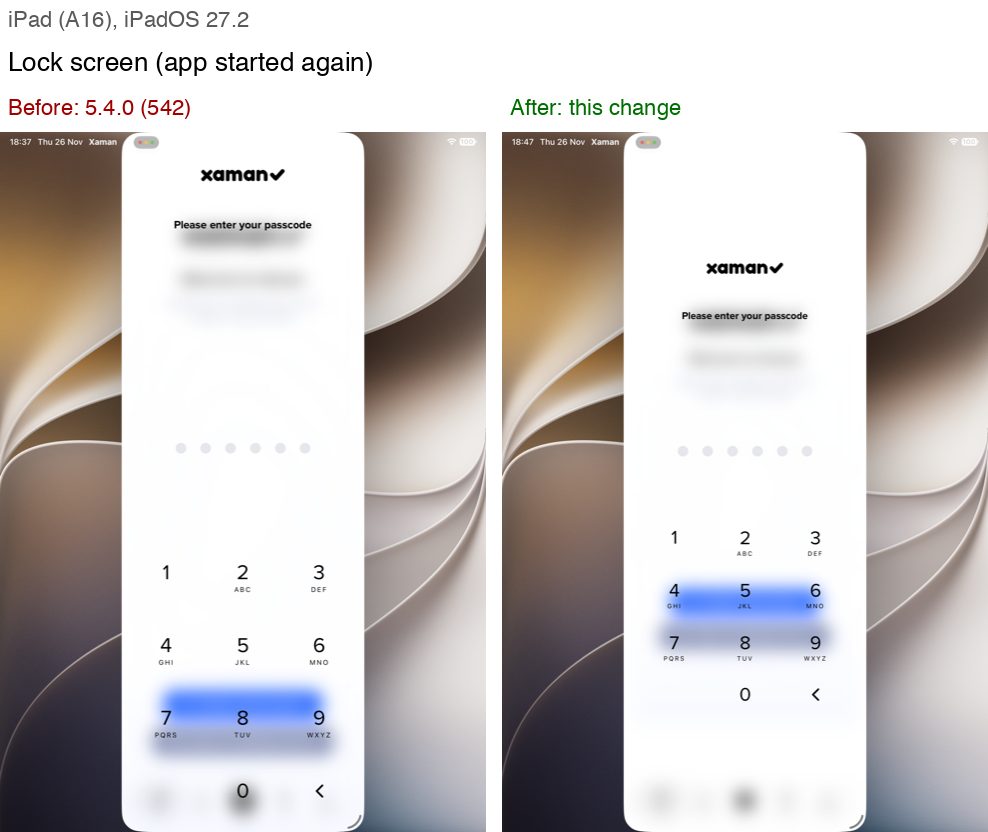 iPad (A16), iPadOS 27.2
Lock screen (app started again)
Before: 5.4.0 (542)
After: this change
18:37 Thu 26 Nov Xaman
100
xaman
Please enter your passcode
1 2 3
ABC DEF
4 5 6
GHI JKL MNO
7 8 9
PQRS TUV WXYZ
0
18:47 Thu 26 Nov Xaman
100
xaman
Please enter your passcode
1 2 3
ABC DEF
4 5 6
GHI JKL MNO
7 8 9
PQRS TUV WXYZ
0